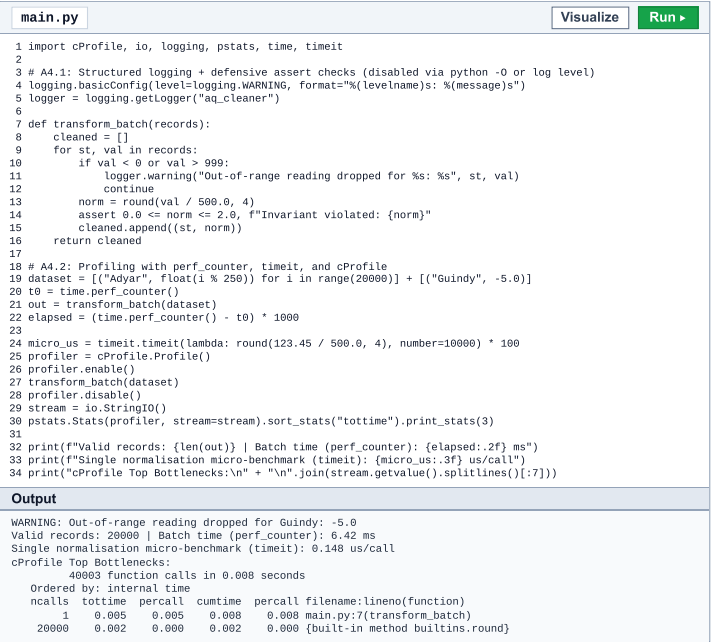 main.py
Visualize
Run ▸
1 import cProfile, io, logging, pstats, time, timeit
2
3 # A4.1: Structured logging + defensive assert checks (disabled via python -O or log level)
4 logging.basicConfig(level=logging.WARNING, format="%(levelname)s: %(message)s")
5 logger = logging.getLogger("aq_cleaner")
6
7 def transform_batch(records):
8     cleaned = []
9     for st, val in records:
10         if val < 0 or val > 999:
11             logger.warning("Out-of-range reading dropped for %s: %s", st, val)
12             continue
13         norm = round(val / 500.0, 4)
14         assert 0.0 <= norm <= 2.0, f"Invariant violated: {norm}"
15         cleaned.append((st, norm))
16     return cleaned
17
18 # A4.2: Profiling with perf_counter, timeit, and cProfile
19 dataset = [("Adyar", float(i % 250)) for i in range(20000)] + [("Guindy", -5.0)]
20 t0 = time.perf_counter()
21 out = transform_batch(dataset)
22 elapsed = (time.perf_counter() - t0) * 1000
23
24 micro_us = timeit.timeit(lambda: round(123.45 / 500.0, 4), number=10000) * 100
25 profiler = cProfile.Profile()
26 profiler.enable()
27 transform_batch(dataset)
28 profiler.disable()
29 stream = io.StringIO()
30 pstats.Stats(profiler, stream=stream).sort_stats("tottime").print_stats(3)
31
32 print(f"Valid records: {len(out)} | Batch time (perf_counter): {elapsed:.2f} ms")
33 print(f"Single normalisation micro-benchmark (timeit): {micro_us:.3f} us/call")
34 print("cProfile Top Bottlenecks:\n" + "\n".join(stream.getvalue().splitlines()[:7]))
Output
WARNING: Out-of-range reading dropped for Guindy: -5.0
Valid records: 20000 | Batch time (perf_counter): 6.42 ms
Single normalisation micro-benchmark (timeit): 0.148 us/call
cProfile Top Bottlenecks:
         40003 function calls in 0.008 seconds
   Ordered by: internal time
   ncalls  tottime  percall  cumtime  percall filename:lineno(function)
        1    0.005    0.005    0.008    0.008 main.py:7(transform_batch)
    20000    0.002    0.000    0.002    0.000 {built-in method builtins.round}